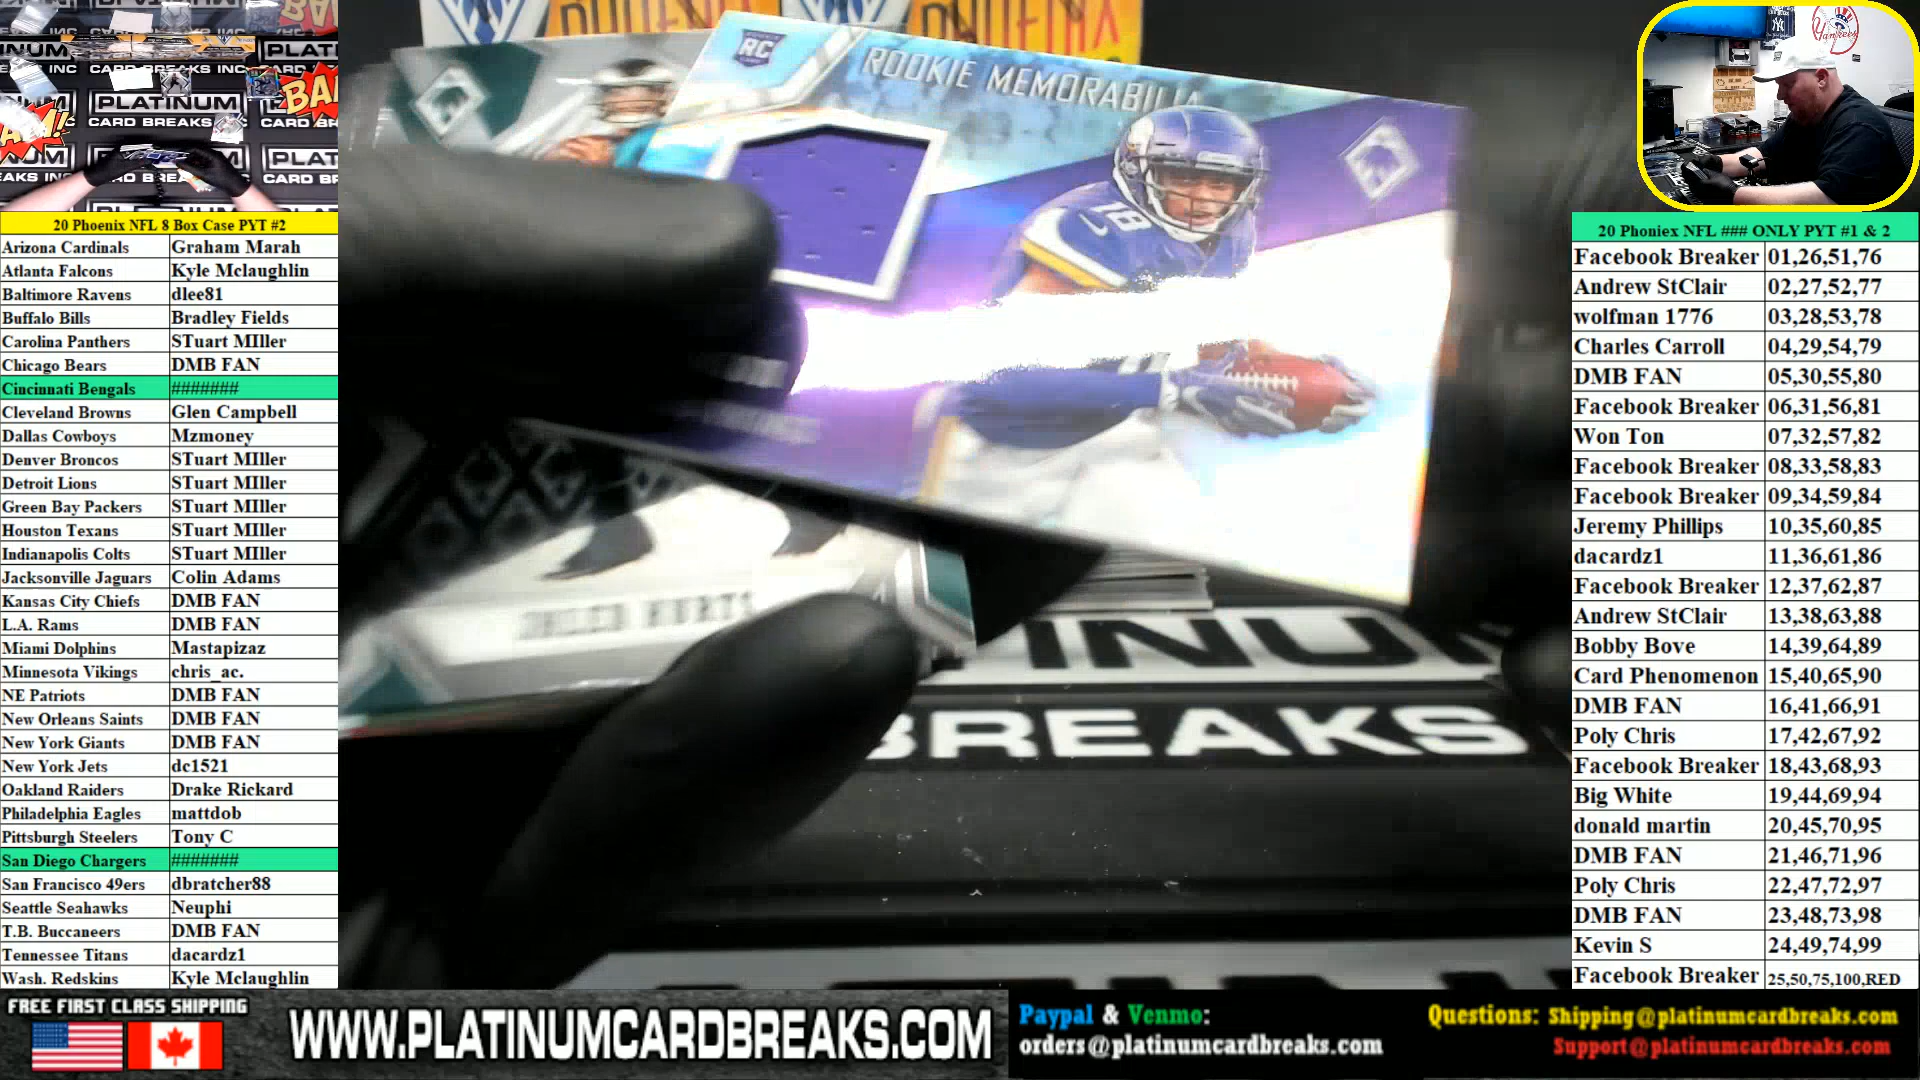 20 Phoenix NFL 8 Box Case PYT #2
Arizona Cardinals Graham Marah
Atlanta Falcons Kyle Mclaughlin
Baltimore Ravens dlee81
Buffalo Bills Bradley Fields
Carolina Panthers STuart MIller
Chicago Bears DMB FAN
Cincinnati Bengals #######
Cleveland Browns Glen Campbell
Dallas Cowboys Mzmoney
Denver Broncos STuart MIller
Detroit Lions STuart MIller
Green Bay Packers STuart MIller
Houston Texans STuart MIller
Indianapolis Colts STuart MIller
Jacksonville Jaguars Colin Adams
Kansas City Chiefs DMB FAN
L.A. Rams DMB FAN
Miami Dolphins Mastapizaz
Minnesota Vikings chris_ac.
NE Patriots DMB FAN
New Orleans Saints DMB FAN
New York Giants DMB FAN
New York Jets dc1521
Oakland Raiders Drake Rickard
Philadelphia Eagles mattdob
Pittsburgh Steelers Tony C
San Diego Chargers #######
San Francisco 49ers dbratcher88
Seattle Seahawks Neuphi
T.B. Buccaneers DMB FAN
Tennessee Titans dacardz1
Wash. Redskins Kyle Mclaughlin
PLATINUM
CARD BREAKS
RC
ROOKIE MEMORABILIA
18
JALEN HURTS
INU
BREAKS
20 Phoniex NFL ### ONLY PYT #1 & 2
Facebook Breaker 01,26,51,76
Andrew StClair 02,27,52,77
wolfman 1776 03,28,53,78
Charles Carroll 04,29,54,79
DMB FAN 05,30,55,80
Facebook Breaker 06,31,56,81
Won Ton 07,32,57,82
Facebook Breaker 08,33,58,83
Facebook Breaker 09,34,59,84
Jeremy Phillips 10,35,60,85
dacardz1 11,36,61,86
Facebook Breaker 12,37,62,87
Andrew StClair 13,38,63,88
Bobby Bove 14,39,64,89
Card Phenomenon 15,40,65,90
DMB FAN 16,41,66,91
Poly Chris 17,42,67,92
Facebook Breaker 18,43,68,93
Big White 19,44,69,94
donald martin 20,45,70,95
DMB FAN 21,46,71,96
Poly Chris 22,47,72,97
DMB FAN 23,48,73,98
Kevin S 24,49,74,99
Facebook Breaker 25,50,75,100,RED
FREE FIRST CLASS SHIPPING
WWW.PLATINUMCARDBREAKS.COM
Paypal & Venmo:
orders@platinumcardbreaks.com
Questions: Shipping@platinumcardbreaks.com
Support@platinumcardbreaks.com